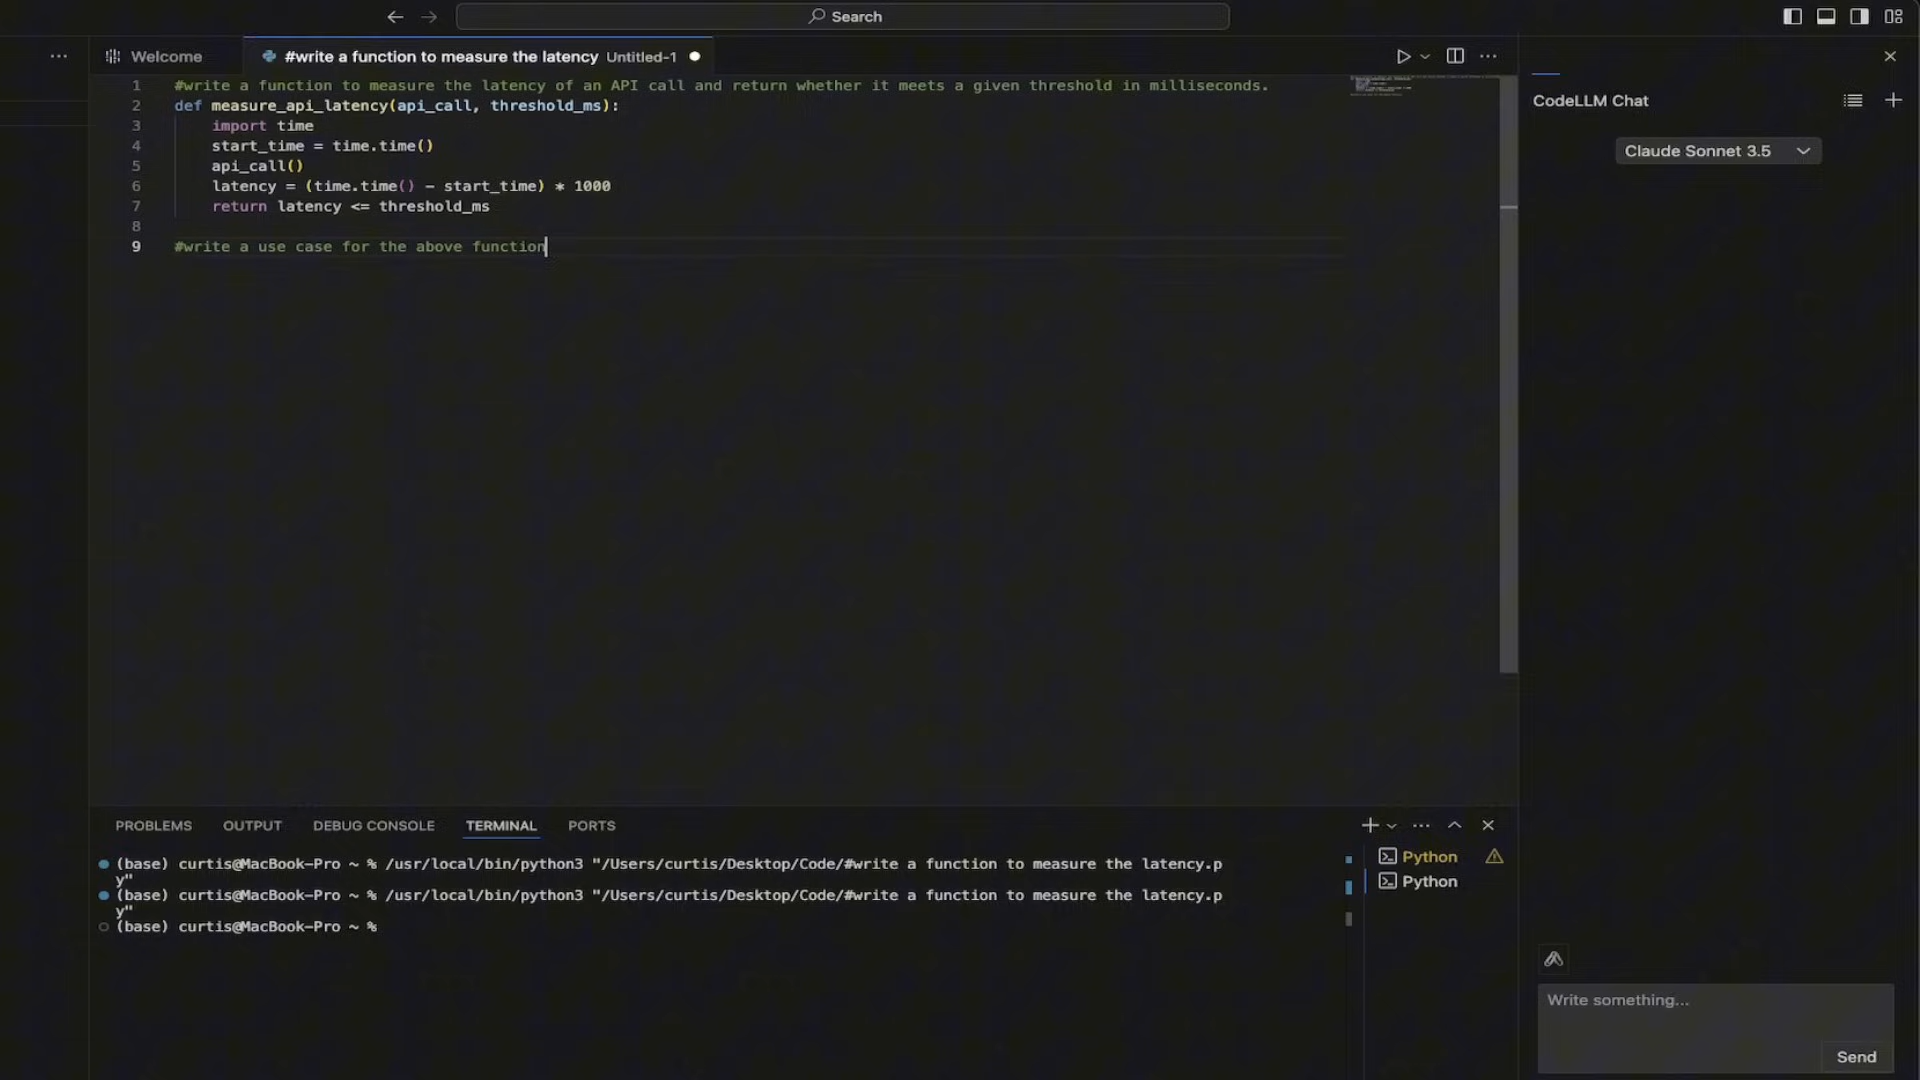 Search
Welcome
#write a function to measure the latency Untitled-1
1 #write a function to measure the latency of an API call and return whether it meets a given threshold in milliseconds.
2 def measure_api_latency(api_call, threshold_ms):
3 import time
4 start_time = time.time()
5 api_call()
6 latency = (time.time() - start_time) * 1000
7 return latency <= threshold_ms
8
9 #write a use case for the above function
CodeLLM Chat
Claude Sonnet 3.5
PROBLEMS OUTPUT DEBUG CONSOLE TERMINAL PORTS
(base) curtis@MacBook-Pro ~ % /usr/local/bin/python3 "/Users/curtis/Desktop/Code/#write a function to measure the latency.p
y"
(base) curtis@MacBook-Pro ~ % /usr/local/bin/python3 "/Users/curtis/Desktop/Code/#write a function to measure the latency.p
y"
(base) curtis@MacBook-Pro ~ %
Python
Python
Write something...
Send